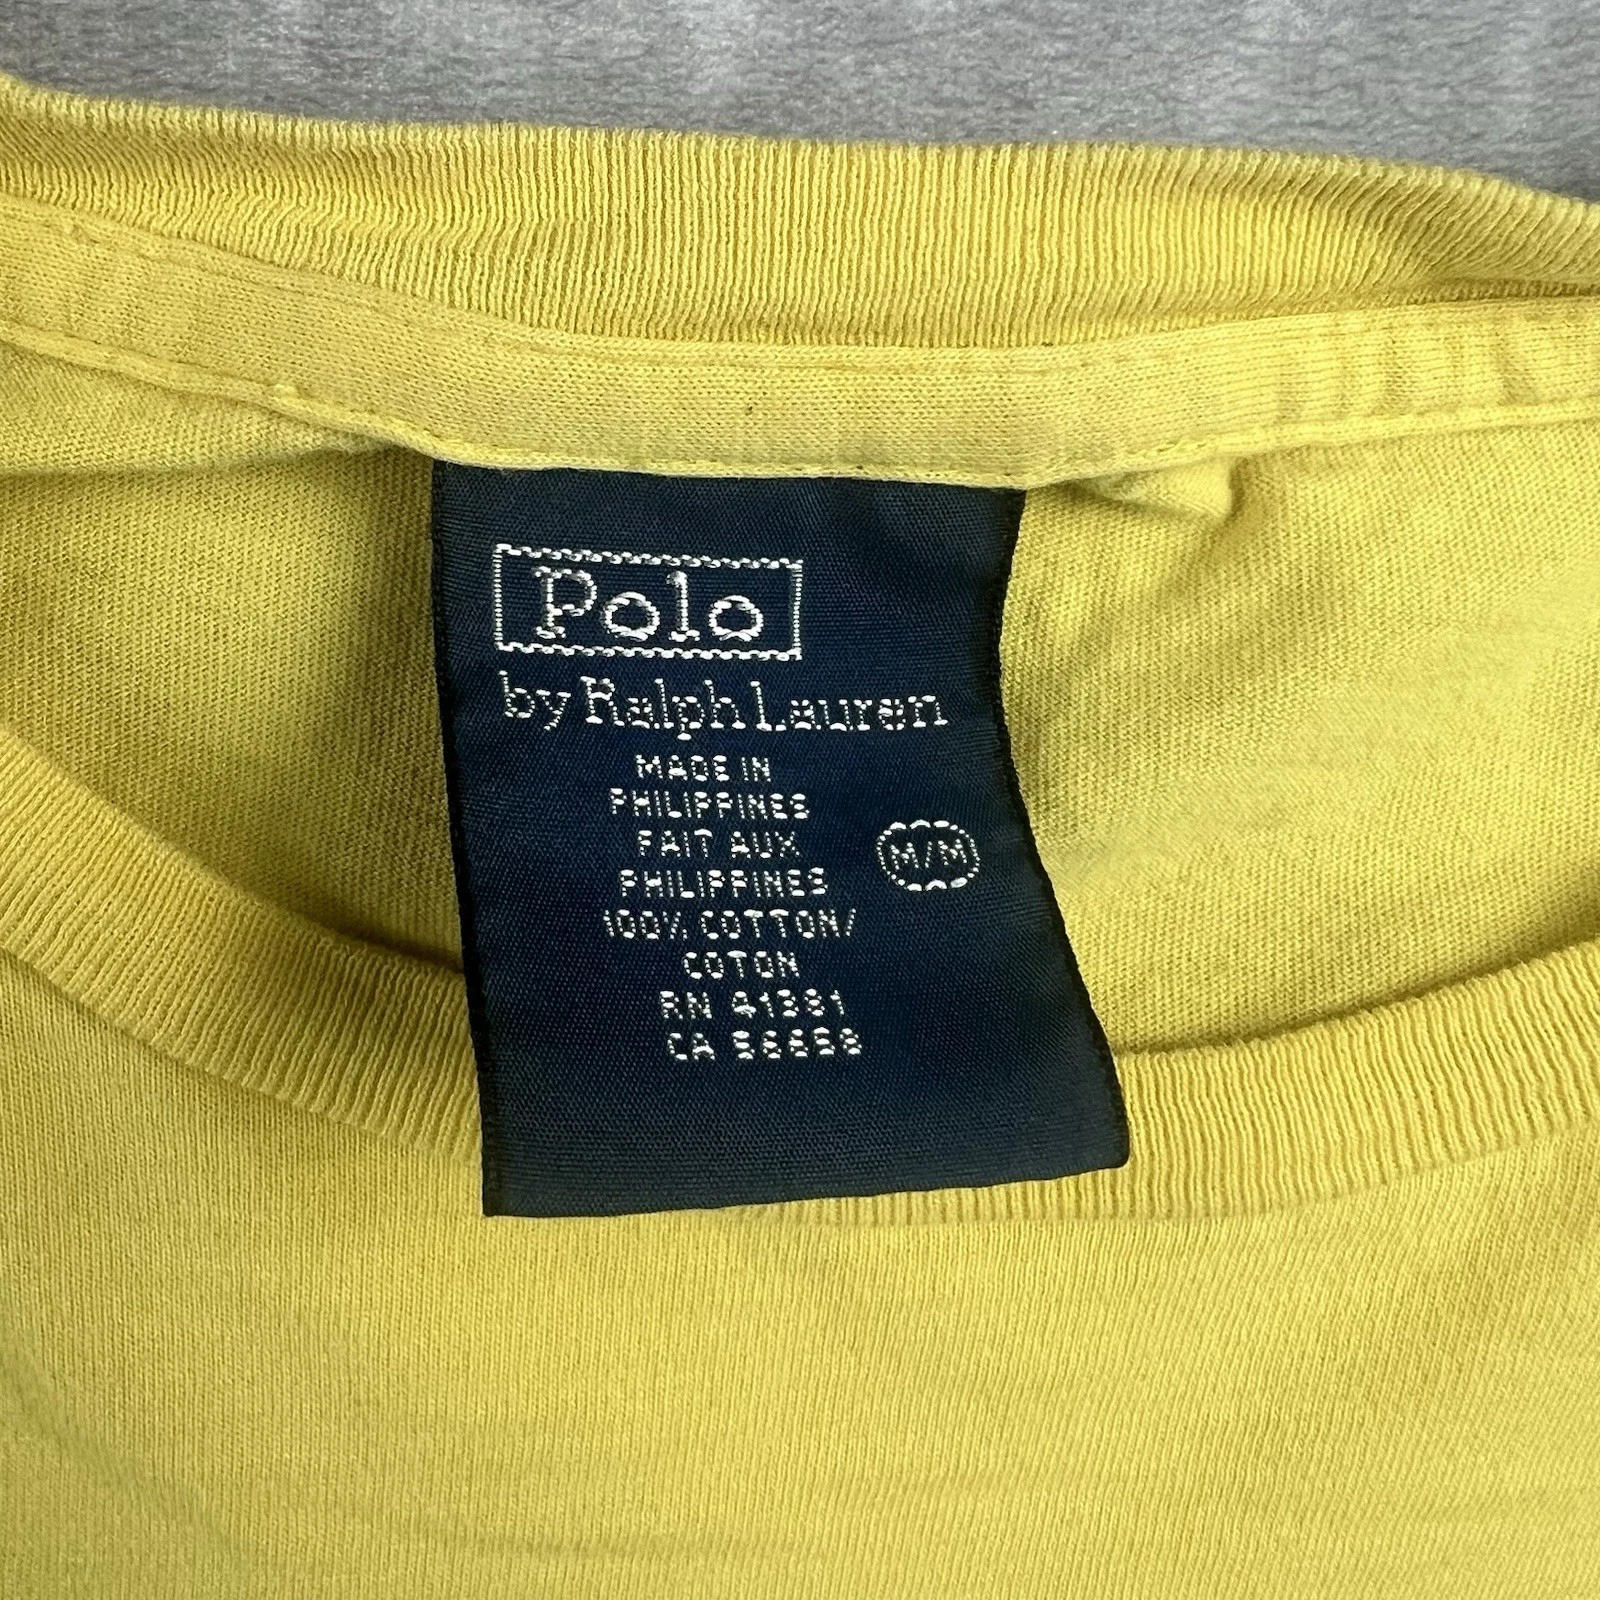 Polo
by Ralph Lauren
MADE IN
PHILIPPINES
FAIT AUX
PHILIPPINES
M/M
100% COTTON/
COTON
RN 41381
CA 56658